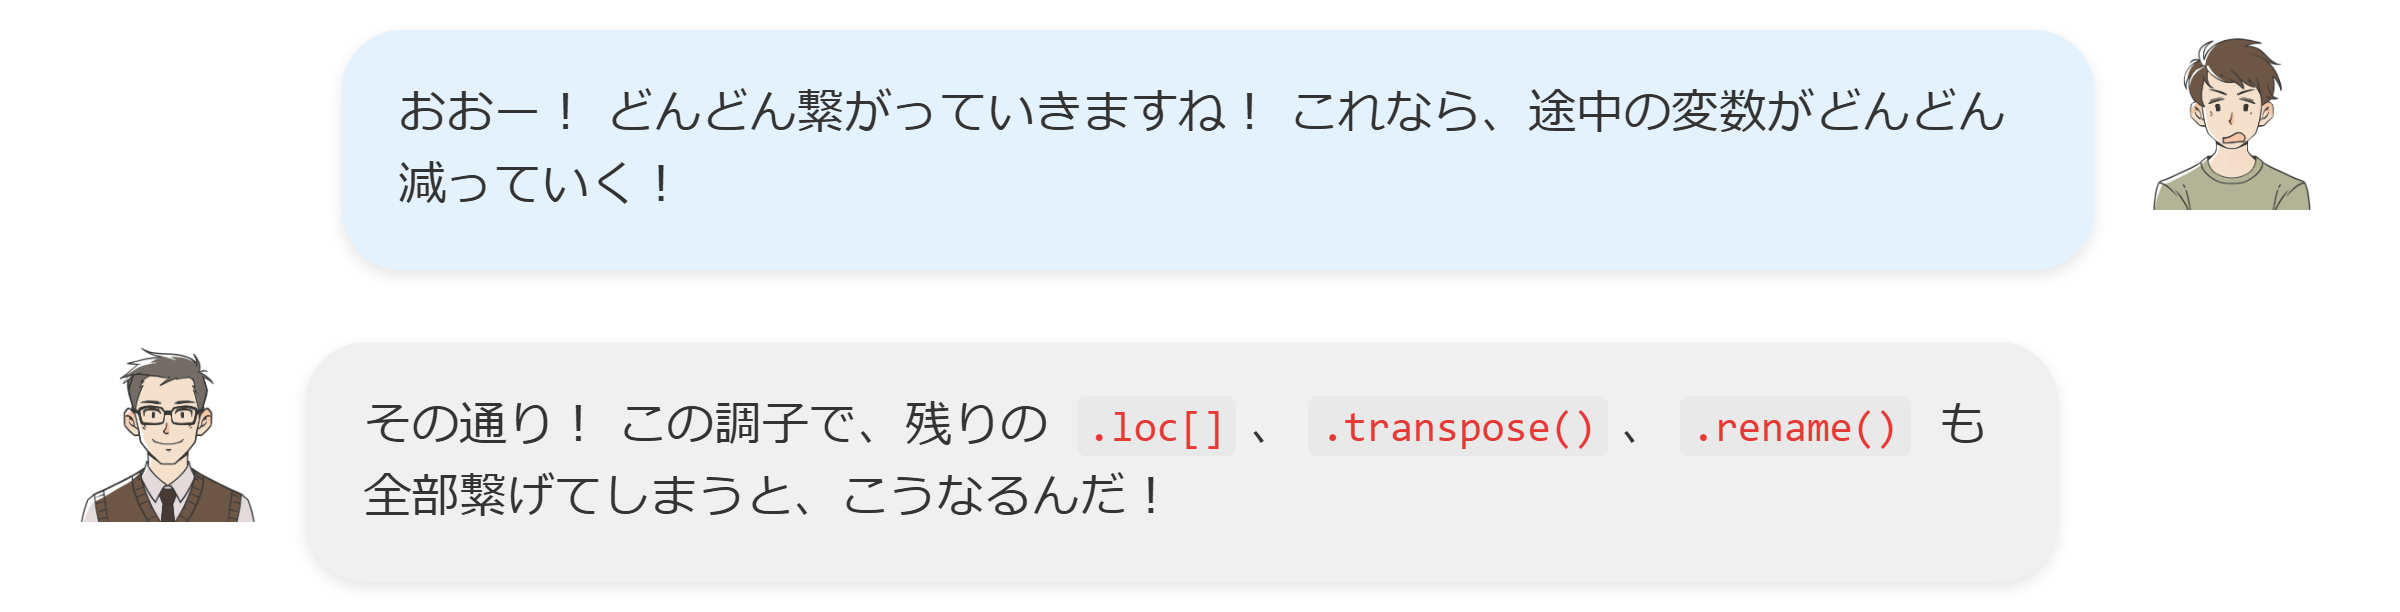 おおー！ どんどん繋がっていきますね！ これなら、途中の変数がどんどん
減っていく！
その通り！ この調子で、残りの .loc[] 、 .transpose() 、 .rename() も
全部繋げてしまうと、こうなるんだ！